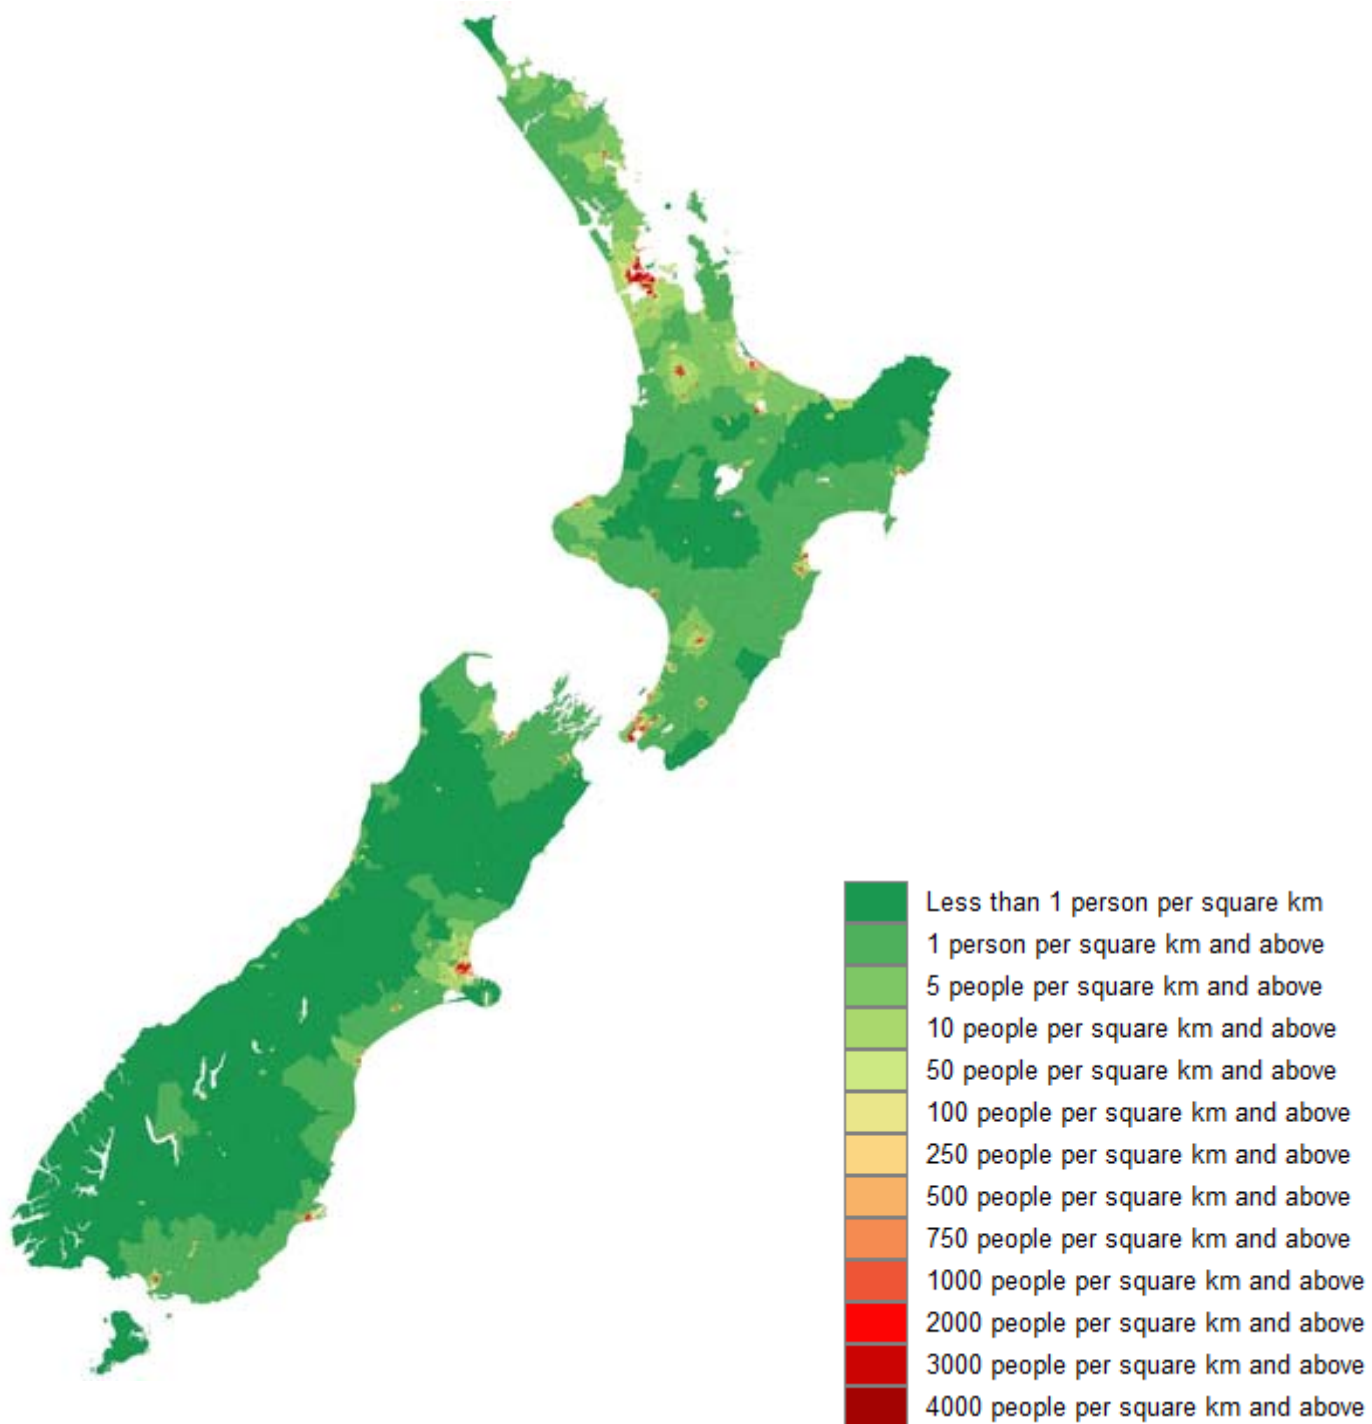 Less than 1 person per square km
1 person per square km and above
5 people per square km and above
10 people per square km and above
50 people per square km and above
100 people per square km and above
250 people per square km and above
500 people per square km and above
750 people per square km and above
1000 people per square km and above
2000 people per square km and above
3000 people per square km and above
4000 people per square km and above